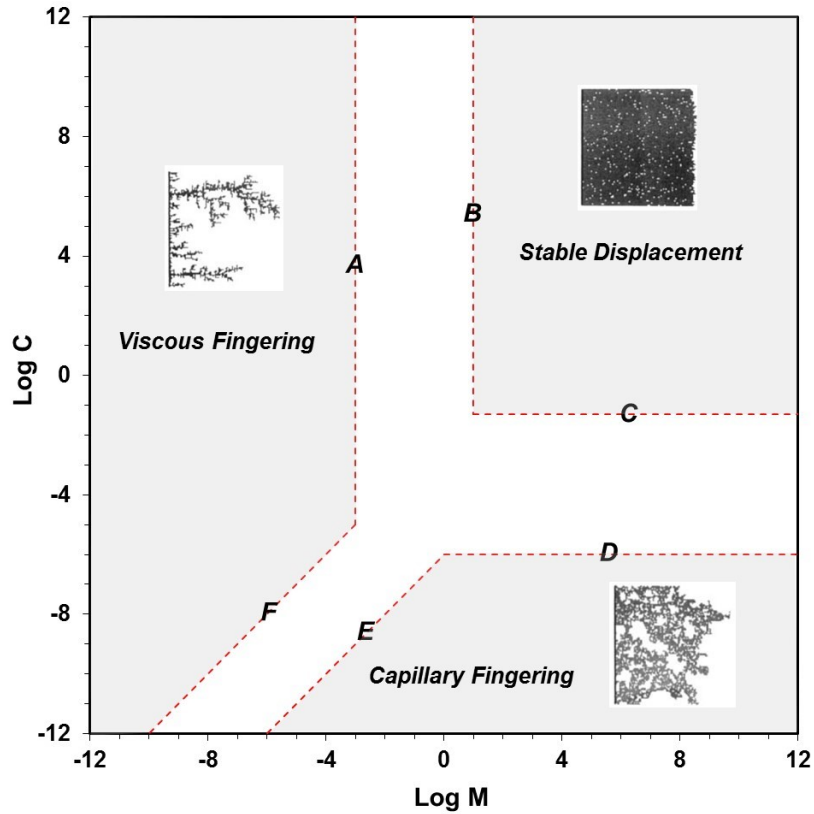 12
8
B
4
A
Stable Displacement
Viscous Fingering
Log C
0
C
-4
D
F
-8
E
Capillary Fingering
-12
-12
-8
-4
0
4
8
12
Log M